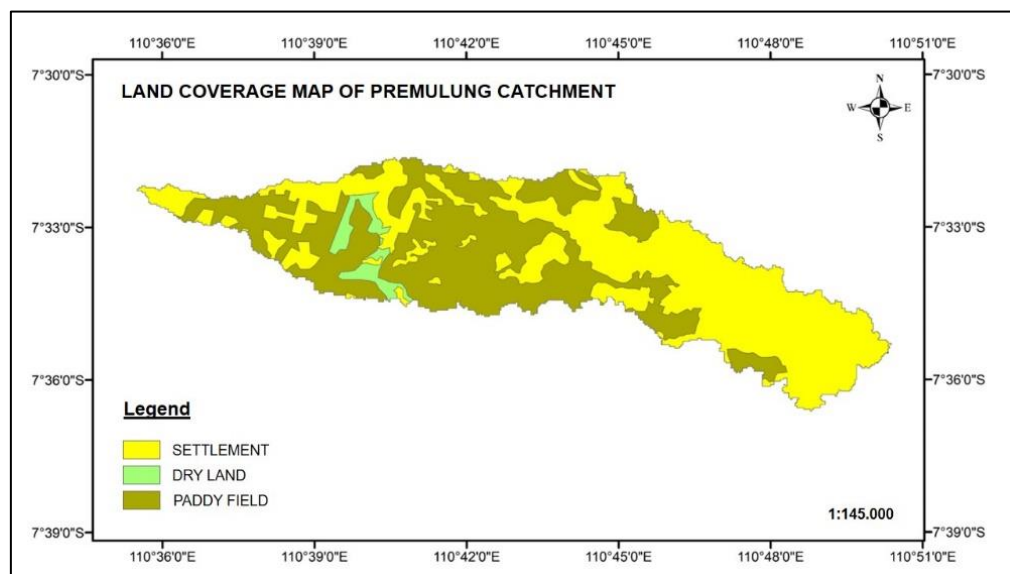 110°36'0"E 110°39'0"E 110°42'0"E 110°45'0"E 110°48'0"E 110°51'0"E
7°30'0"S 7°30'0"S
LAND COVERAGE MAP OF PREMULUNG CATCHMENT
N
W E
S
7°33'0"S 7°33'0"S
7°36'0"S 7°36'0"S
Legend
SETTLEMENT
DRY LAND
PADDY FIELD
1:145.000
7°39'0"S 7°39'0"S
110°36'0"E 110°39'0"E 110°42'0"E 110°45'0"E 110°48'0"E 110°51'0"E